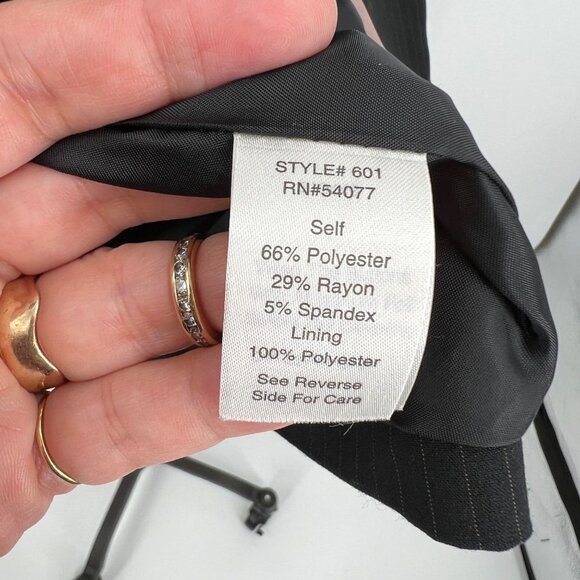 STYLE# 601
RN#54077
Self
66% Polyester
29% Rayon
5% Spandex
Lining
100% Polyester
See Reverse
Side For Care